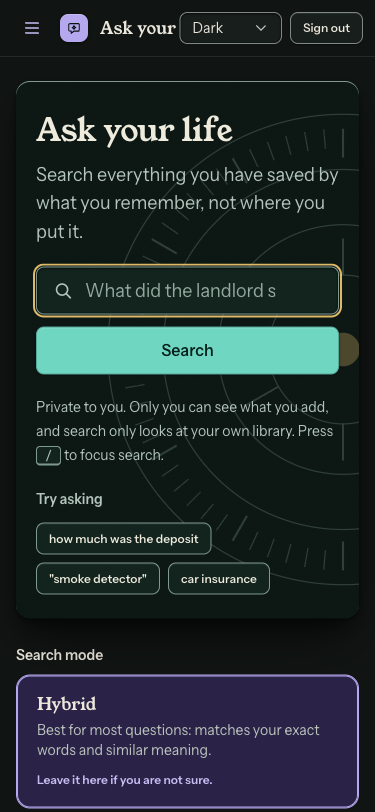 Ask your
Dark
Sign out
Ask your life
Search everything you have saved by
what you remember, not where you
put it.
What did the landlord s
Search
Private to you. Only you can see what you add,
and search only looks at your own library. Press
/ to focus search.
Try asking
how much was the deposit
"smoke detector"
car insurance
Search mode
Hybrid
Best for most questions: matches your exact
words and similar meaning.
Leave it here if you are not sure.